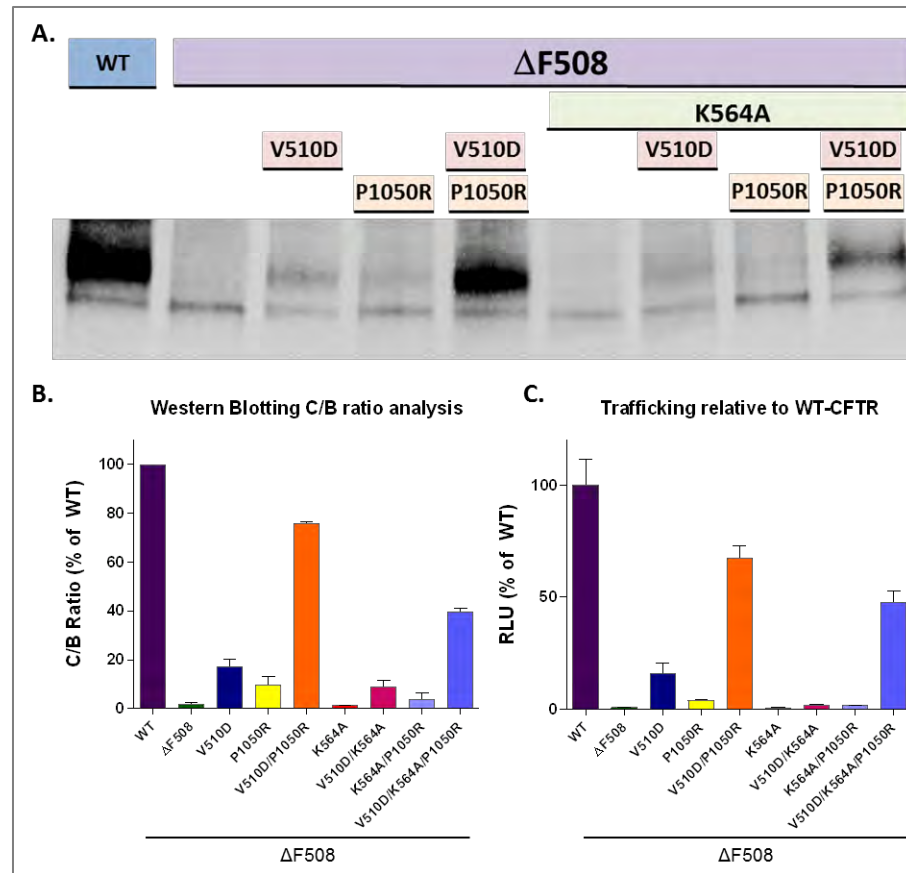 A.
WT
ΔF508
K564A
V510D V510D V510D V510D
P1050R P1050R P1050R P1050R
B.
Western Blotting C/B ratio analysis
C/B Ratio (% of WT)
100
80
60
40
20
0
WT
ΔF508
V510D
P1050R
V510D/P1050R
K564A
V510D/K564A
K564A/P1050R
V510D/K564A/P1050R
ΔF508
C.
Trafficking relative to WT-CFTR
RLU (% of WT)
100
50
0
WT
ΔF508
V510D
P1050R
V510D/P1050R
K564A
V510D/K564A
K564A/P1050R
V510D/K564A/P1050R
ΔF508